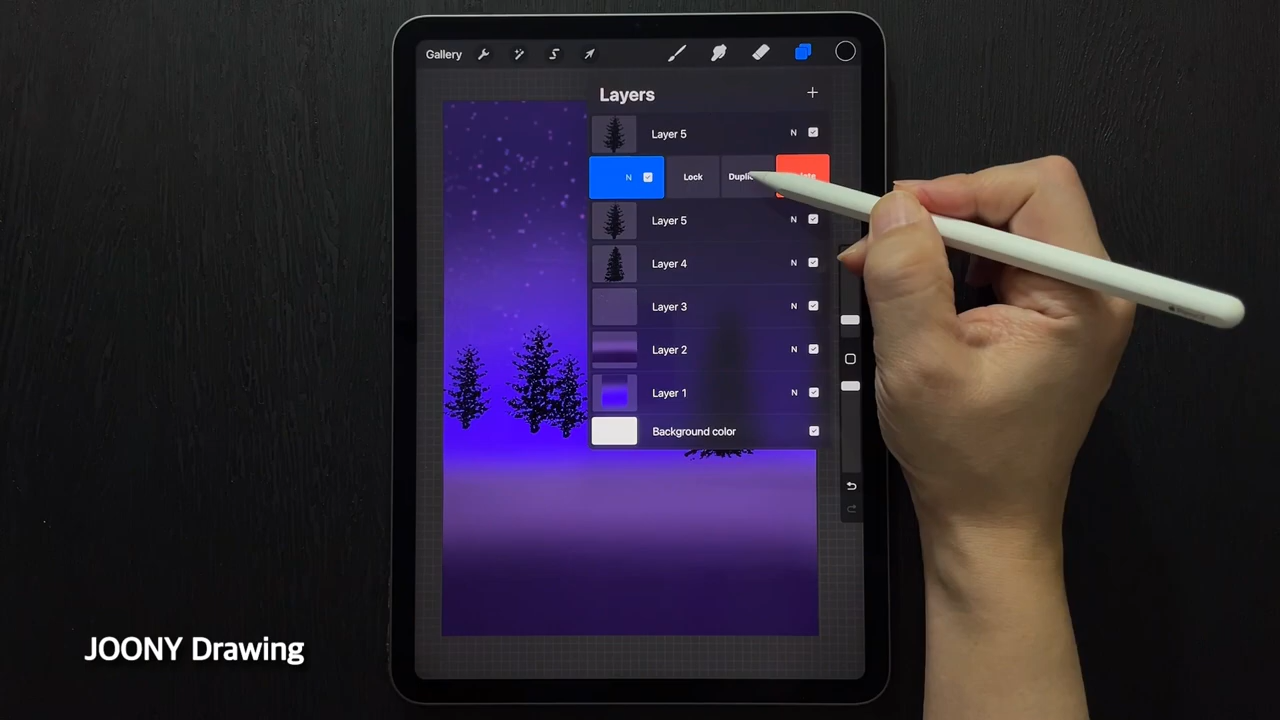 Gallery
Layers
Layer 5
N
N
Lock
Layer 5
N
Layer 4
N
Layer 3
N
Layer 2
N
Layer 1
N
Background color
JOONY Drawing